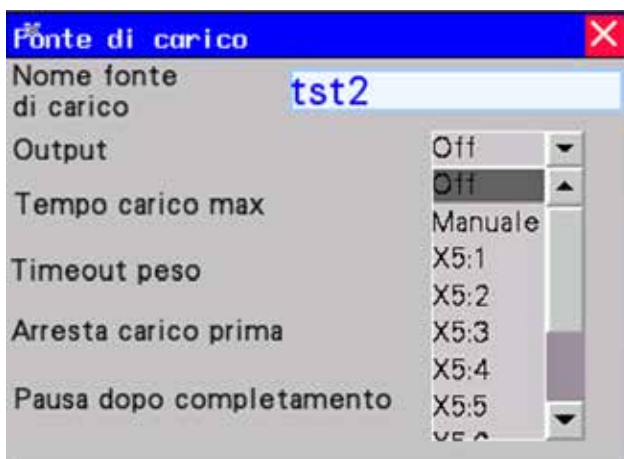 Fonte di carico
Nome fonte
di carico
tst2
Output
Off
Off
Tempo carico max
Manuale
X5:1
Timeout peso
X5:2
Arresta carico prima
X5:3
X5:4
Pausa dopo completamento
X5:5